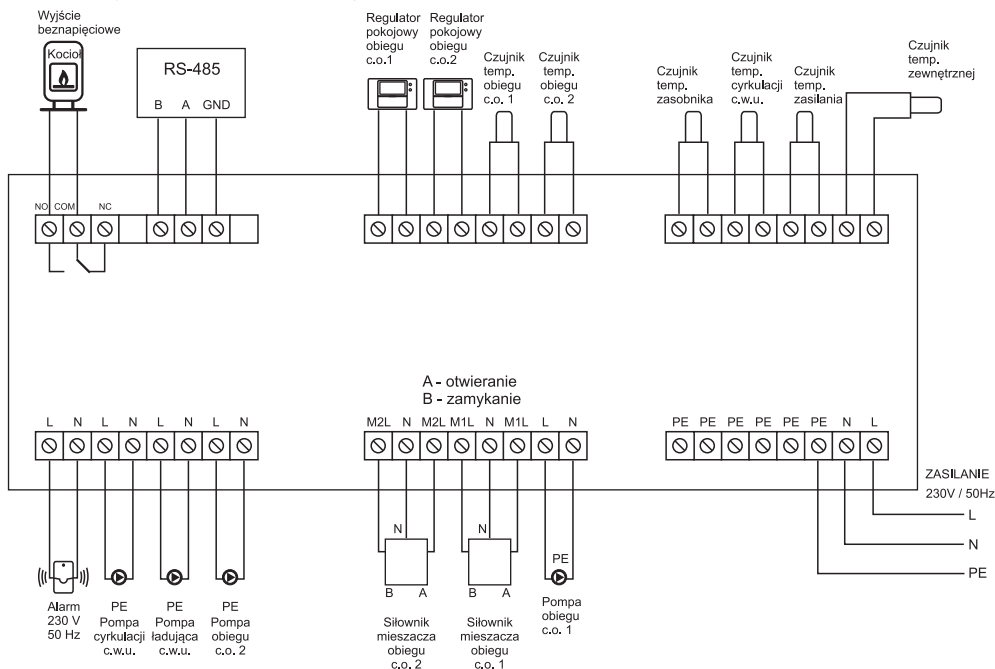 Wyjście
beznapięciowe
Kocioł
RS-485
B A GND
Regulator
pokojowy
obiegu
c.o.1
Regulator
pokojowy
obiegu
c.o.2
Czujnik
temp.
obiegu
c.o. 1
Czujnik
temp.
obiegu
c.o. 2
Czujnik
temp.
zasobnika
Czujnik
temp.
cyrkulacji
c.w.u.
Czujnik
temp.
zasilania
Czujnik
temp.
zewnętrznej
NO COM NC
A - otwieranie
B - zamykanie
L N L N L N L N
M2L N M2L M1L N M1L L N
PE PE PE PE PE PE N L
ZASILANIE
230V / 50Hz
L
N
PE
N
B A
N
B A
PE
Alarm
230 V
50 Hz
PE
Pompa
cyrkulacji
c.w.u.
PE
Pompa
ładująca
c.w.u.
PE
Pompa
obiegu
c.o. 2
Siłownik
mieszacza
obiegu
c.o. 2
Siłownik
mieszacza
obiegu
c.o. 1
Pompa
obiegu
c.o. 1